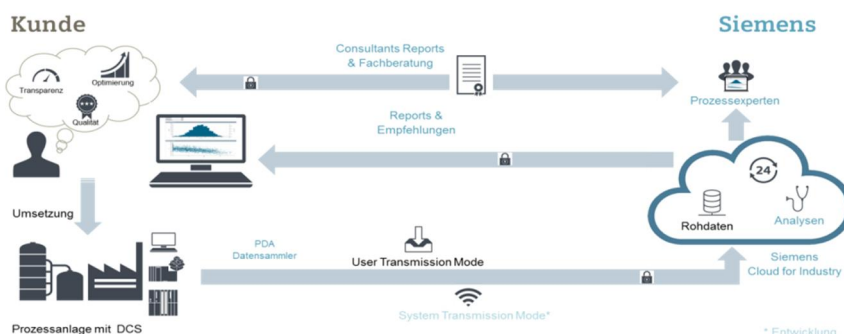 Kunde
Siemens
Consultants Reports
& Fachberatung
Transparenz
Optimierung
Qualität
Prozessexperten
Reports &
Empfehlungen
24
Umsetzung
Rohdaten
Analysen
PDA
Datensammler
User Transmission Mode
Siemens
Cloud for Industry
System Transmission Mode*
Prozessanlage mit DCS
* Entwicklung